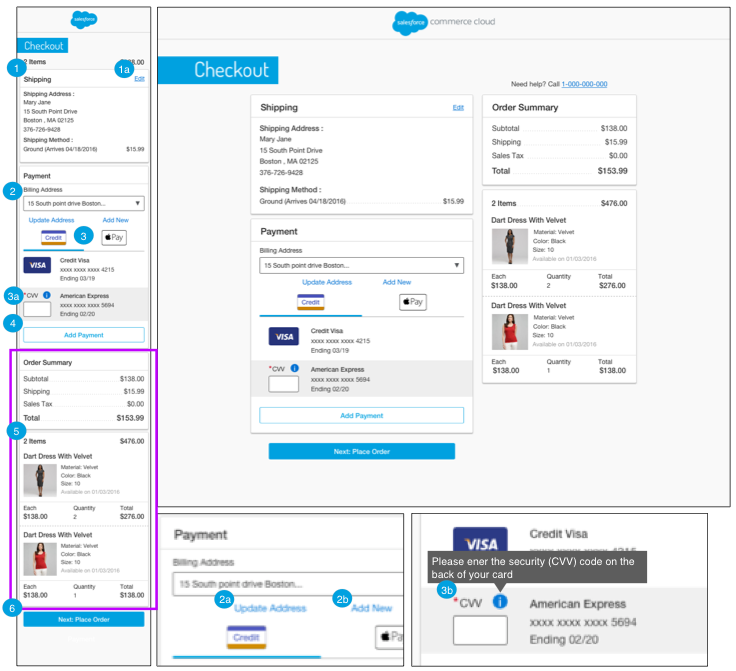 salesforce
Checkout
2 Items
1
1a
Shipping
Edit
Shipping Address :
Mary Jane
15 South Point Drive
Boston , MA 02125
376-726-9428
Shipping Method :
Ground (Arrives 04/18/2016) $15.99
Payment
2
Billing Address
15 South point drive Boston... ▼
Update Address Add New
3
Credit Pay
VISA
Credit Visa
xxxx xxxx xxxx 4215
Ending 03/19
3a
*CVV i
American Express
xxxx xxxx xxxx 5694
Ending 02/20
4
Add Payment
Order Summary
Subtotal $138.00
Shipping $15.99
Sales Tax $0.00
Total $153.99
5
2 Items $476.00
Dart Dress With Velvet
Material: Velvet
Color: Black
Size: 10
Available on 01/03/2016
Each Quantity Total
$138.00 2 $276.00
Dart Dress With Velvet
Material: Velvet
Color: Black
Size: 10
Available on 01/03/2016
Each Quantity Total
$138.00 1 $138.00
6
Next: Place Order
salesforce commerce cloud
Checkout
Need help? Call 1-000-000-000
Shipping Edit
Shipping Address :
Mary Jane
15 South Point Drive
Boston , MA 02125
376-726-9428
Shipping Method :
Ground (Arrives 04/18/2016) $15.99
Payment
Billing Address
15 South point drive Boston... ▼
Update Address Add New
Credit Pay
VISA
Credit Visa
xxxx xxxx xxxx 4215
Ending 03/19
*CVV i
American Express
xxxx xxxx xxxx 5694
Ending 02/20
Add Payment
Next: Place Order
Order Summary
Subtotal $138.00
Shipping $15.99
Sales Tax $0.00
Total $153.99
2 Items $476.00
Dart Dress With Velvet
Material: Velvet
Color: Black
Size: 10
Available on 01/03/2016
Each Quantity Total
$138.00 2 $276.00
Dart Dress With Velvet
Material: Velvet
Color: Black
Size: 10
Available on 01/03/2016
Each Quantity Total
$138.00 1 $138.00
Payment
Billing Address
15 South point drive Boston...
2a 2b
Update Address Add New
Credit Pa
VISA
Credit Visa
Please ener the security (CVV) code on the
back of your card
3b
*CVV i
American Express
xxxx xxxx xxxx 5694
Ending 02/20